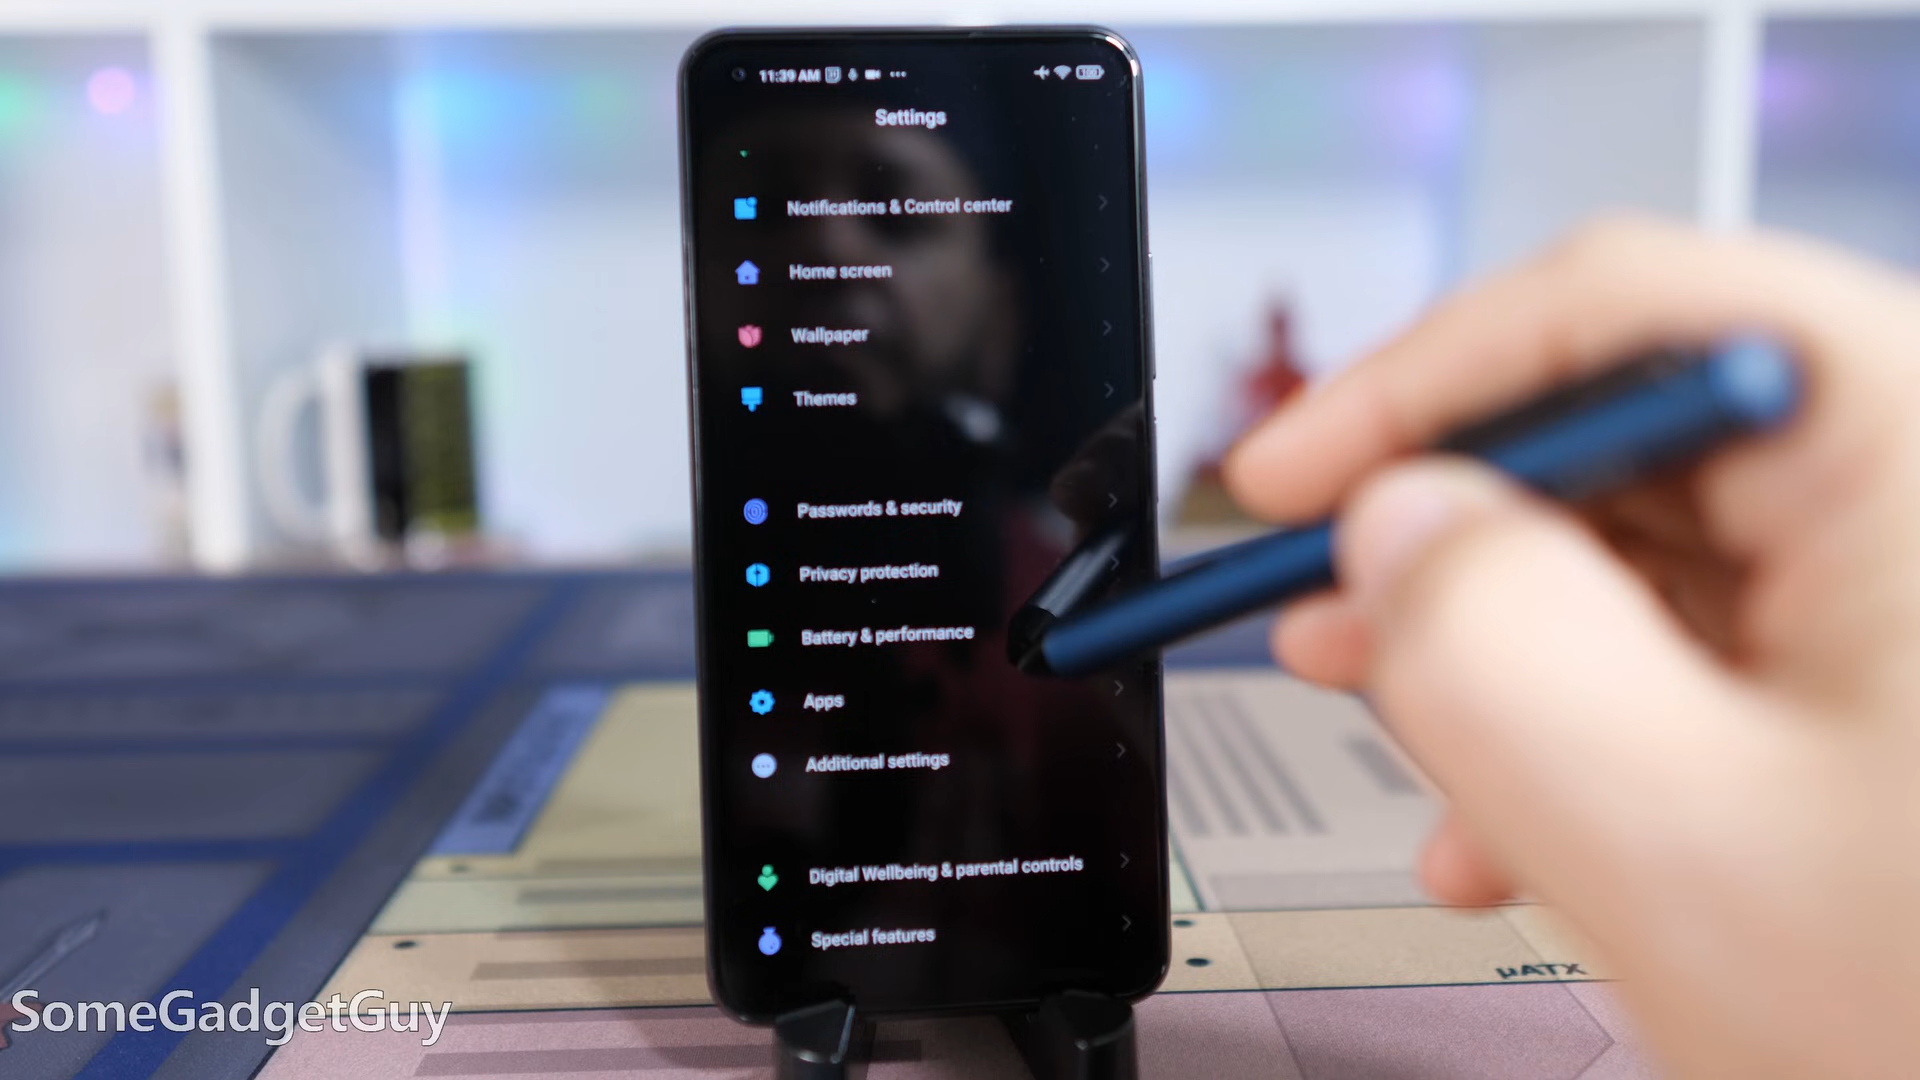 11:39 AM
100
Settings
Notifications & Control center
Home screen
Wallpaper
Themes
Passwords & security
Privacy protection
Battery & performance
Apps
Additional settings
Digital Wellbeing & parental controls
Special features
µATX
SomeGadgetGuy